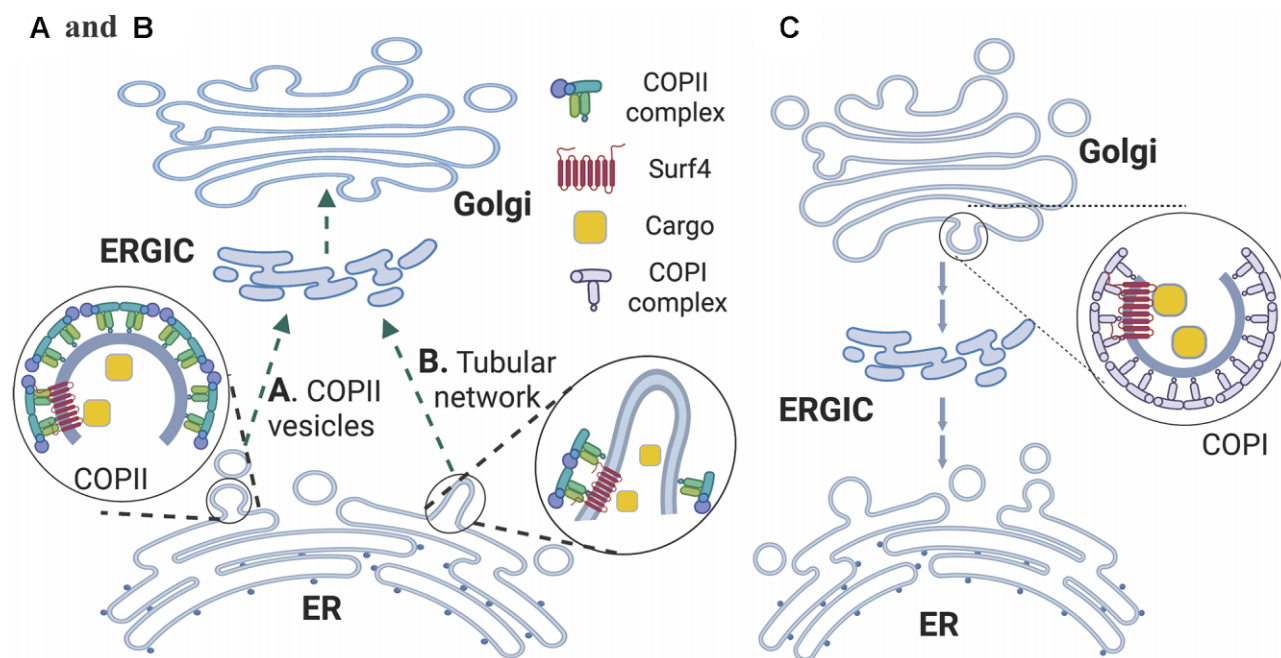 A and B
COPII
complex
Surf4
Cargo
COPI
complex
Golgi
ERGIC
A. COPII
vesicles
B. Tubular
network
COPII
ER
C
Golgi
ERGIC
COPI
ER